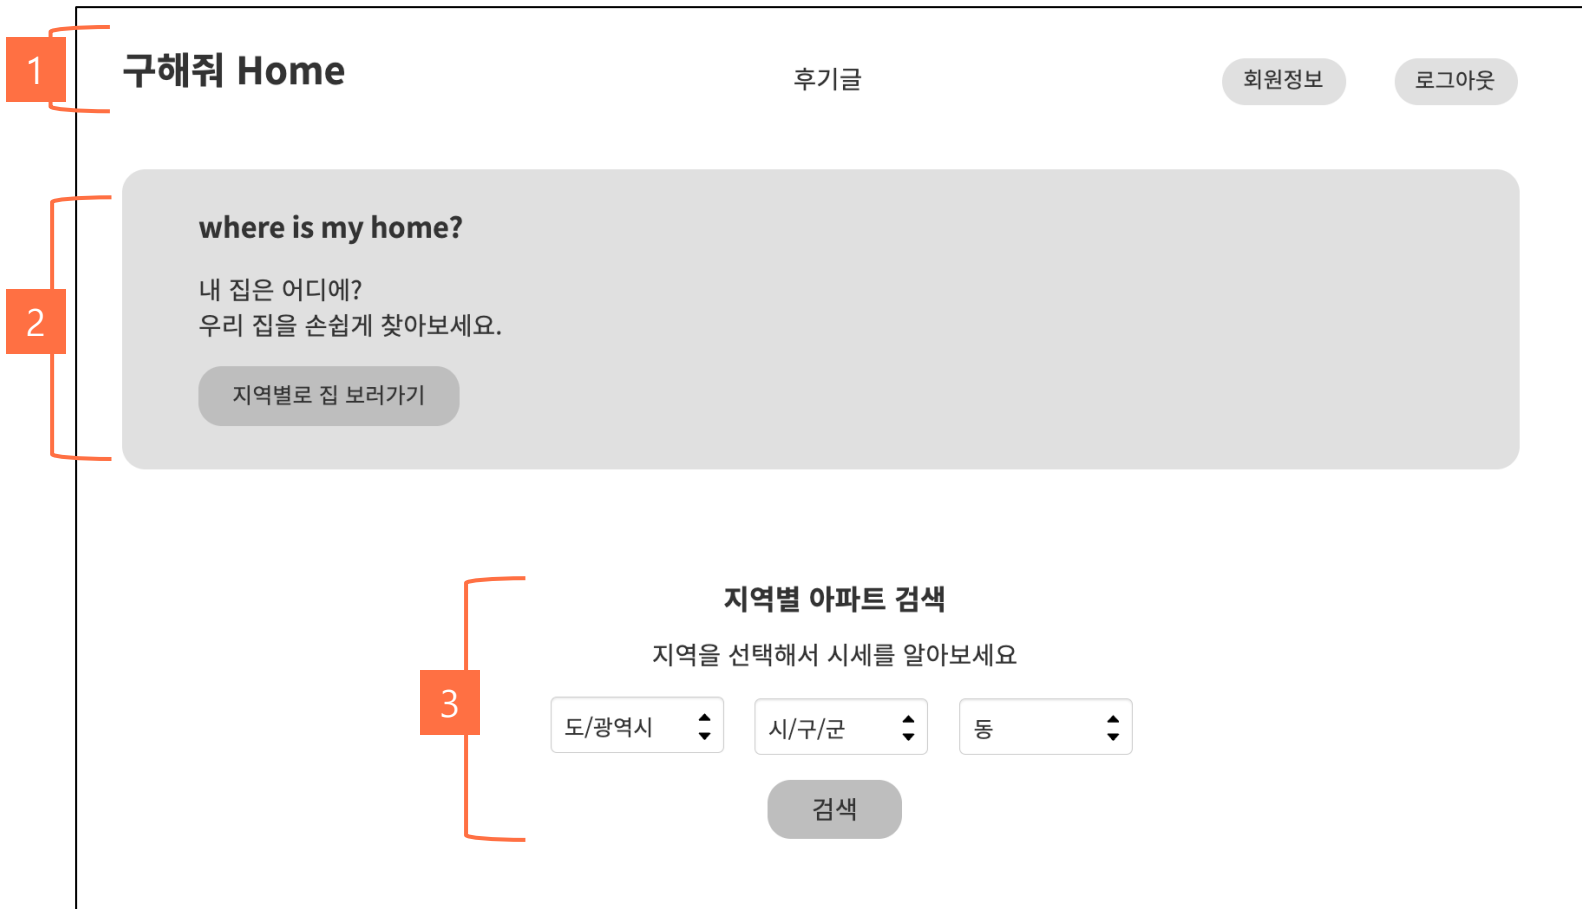 1
구해줘 Home
후기글
회원정보
로그아웃
2
where is my home?
내 집은 어디에?
우리 집을 손쉽게 찾아보세요.
지역별로 집 보러가기
3
지역별 아파트 검색
지역을 선택해서 시세를 알아보세요
도/광역시
시/구/군
동
검색